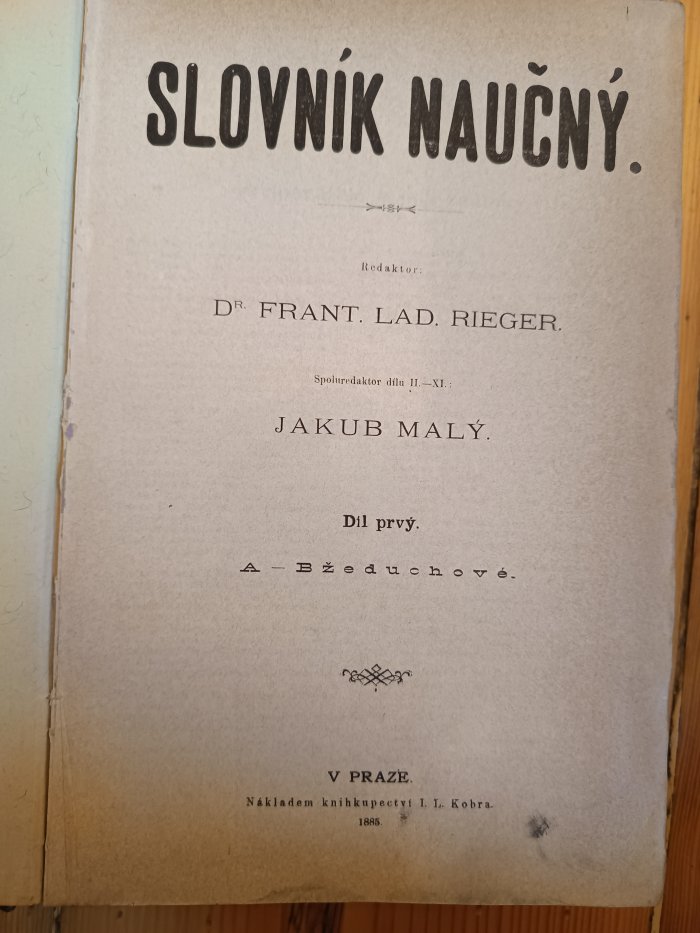 SLOVNÍK NAUČNÝ.
Redaktor:
DR. FRANT. LAD. RIEGER.
Spoluredaktor dílu II.—XI.:
JAKUB MALÝ.
Díl prvý.
A — Bžeduchové.
V PRAZE.
Nákladem knihkupectví I. L. Kobra.
1885.